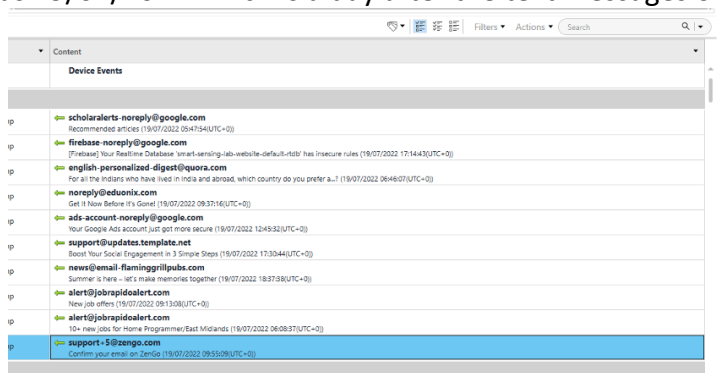 Filters Actions Search
Content
Device Events
scholaralerts-noreply@google.com
Recommended articles (19/07/2022 05:47:54(UTC+0))
firebase-noreply@google.com
[Firebase] Your Realtime Database 'smart-sensing-lab-website-default-rtdb' has insecure rules (19/07/2022 17:14:43(UTC+0))
english-personalized-digest@quora.com
For all the Indians who have lived in India and abroad, which country do you prefer a...? (19/07/2022 06:46:07(UTC+0))
noreply@eduonix.com
Get It Now Before It's Gone! (19/07/2022 09:37:16(UTC+0))
ads-account-noreply@google.com
Your Google Ads account just got more secure (19/07/2022 12:45:32(UTC+0))
support@updates.template.net
Boost Your Social Engagement in 3 Simple Steps (19/07/2022 17:30:44(UTC+0))
news@email-flaminggrillpubs.com
Summer is here – let's make memories together (19/07/2022 18:37:38(UTC+0))
alert@jobrapidoalert.com
New job offers (19/07/2022 09:13:08(UTC+0))
alert@jobrapidoalert.com
10+ new jobs for Home Programmer/East Midlands (19/07/2022 06:08:37(UTC+0))
support+5@zengo.com
Confirm your email on ZenGo (19/07/2022 09:55:09(UTC+0))